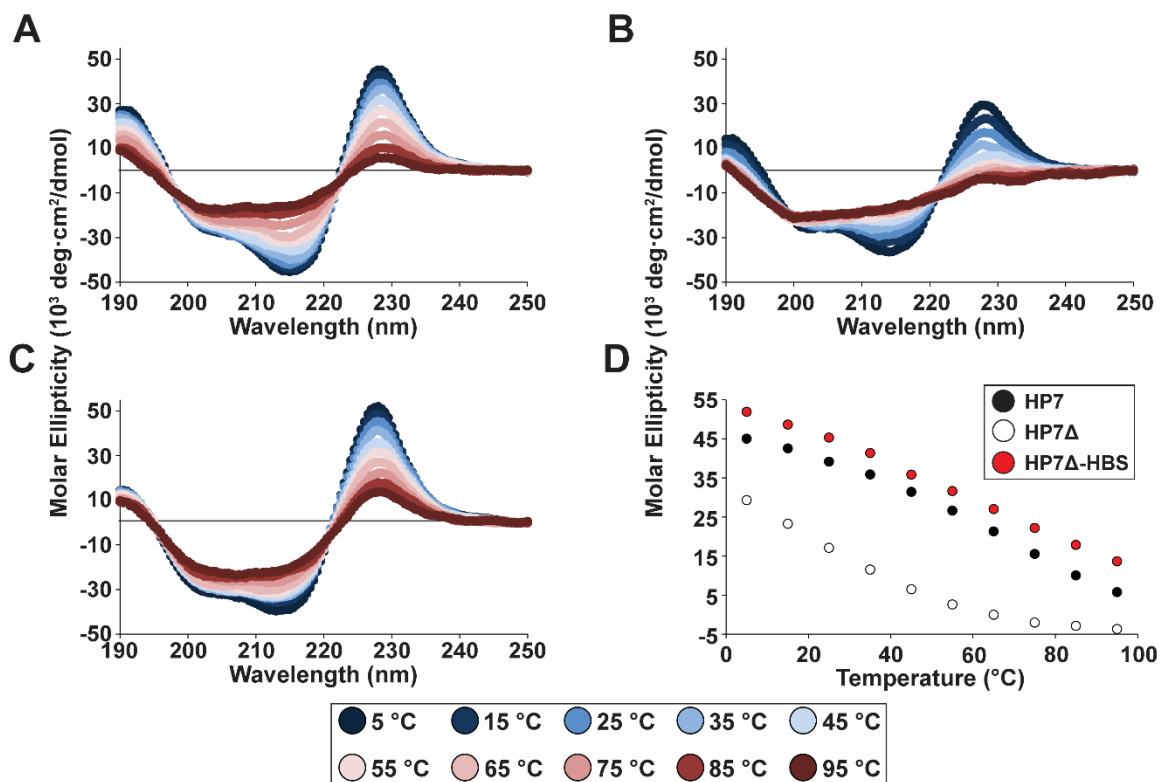 A
B
Molar Ellipticity (10³ deg·cm²/dmol)
50
30
10
-10
-30
-50
190 200 210 220 230 240 250
Wavelength (nm)
Molar Ellipticity (10³ deg·cm²/dmol)
50
30
10
-10
-30
-50
190 200 210 220 230 240 250
Wavelength (nm)
C
D
50
30
10
-10
-30
-50
190 200 210 220 230 240 250
Wavelength (nm)
55
45
35
25
15
5
-5
0 20 40 60 80 100
Temperature (°C)
HP7
HP7Δ
HP7Δ-HBS
5 °C 15 °C 25 °C 35 °C 45 °C
55 °C 65 °C 75 °C 85 °C 95 °C